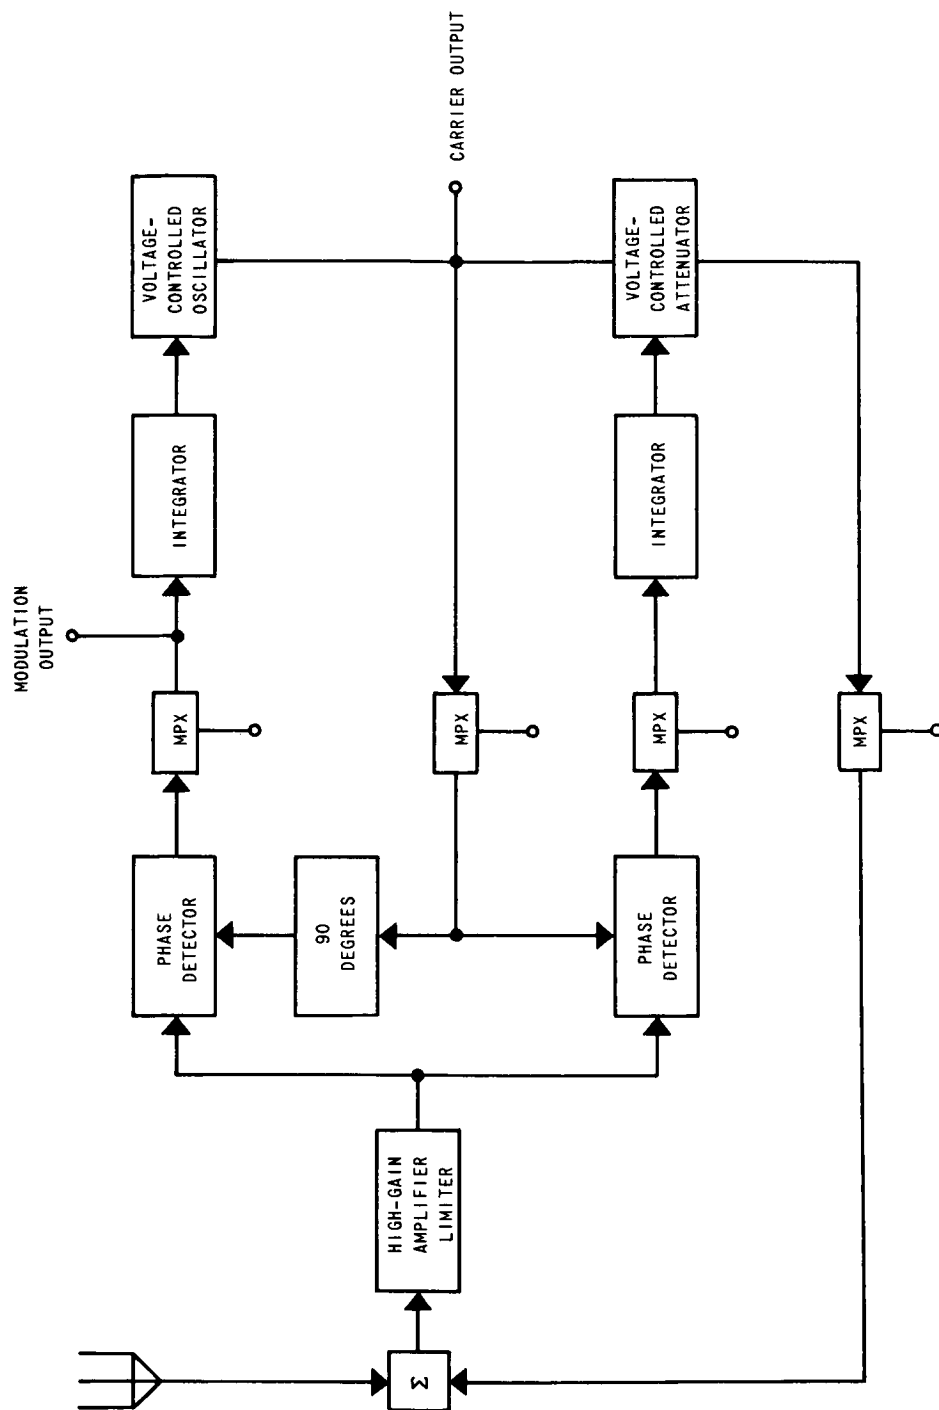 MODULATION
OUTPUT
PHASE
DETECTOR
MPX
INTEGRATOR
VOLTAGE-
CONTROLLED
OSCILLATOR
90
DEGREES
HIGH-GAIN
AMPLIFIER
LIMITER
Σ
MPX
CARRIER OUTPUT
PHASE
DETECTOR
MPX
INTEGRATOR
VOLTAGE-
CONTROLLED
ATTENUATOR
MPX